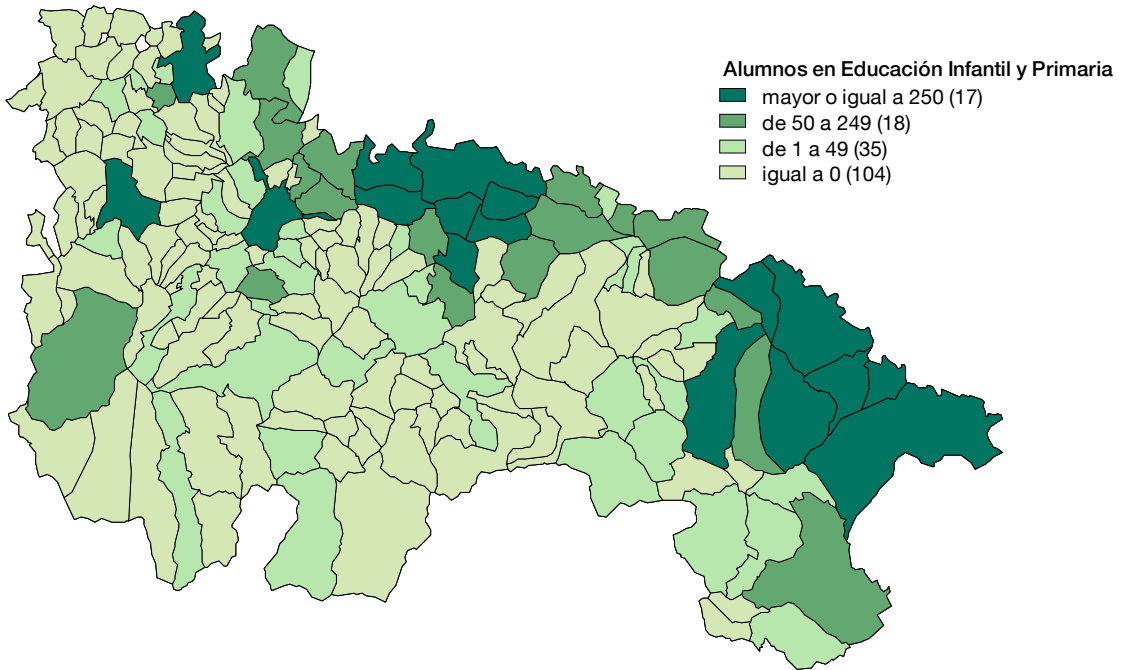 Alumnos en Educación Infantil y Primaria
mayor o igual a 250 (17)
de 50 a 249 (18)
de 1 a 49 (35)
igual a 0 (104)